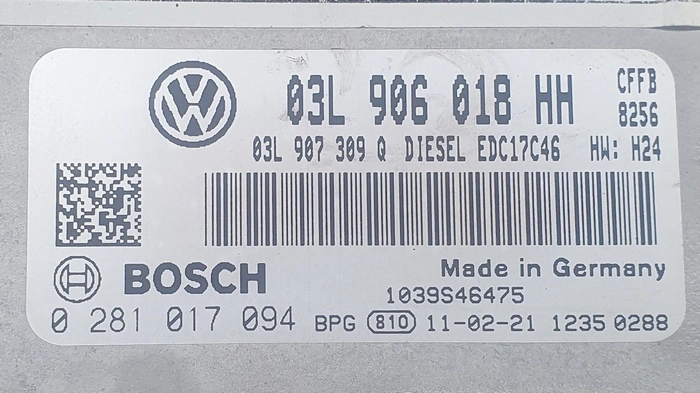 03L 906 018 HH CFFB
8256
03L 907 309 Q DIESEL EDC17C46 HW: H24
BOSCH
Made in Germany
1039S46475
0 281 017 094 BPG 810 11-02-21 1235 0288